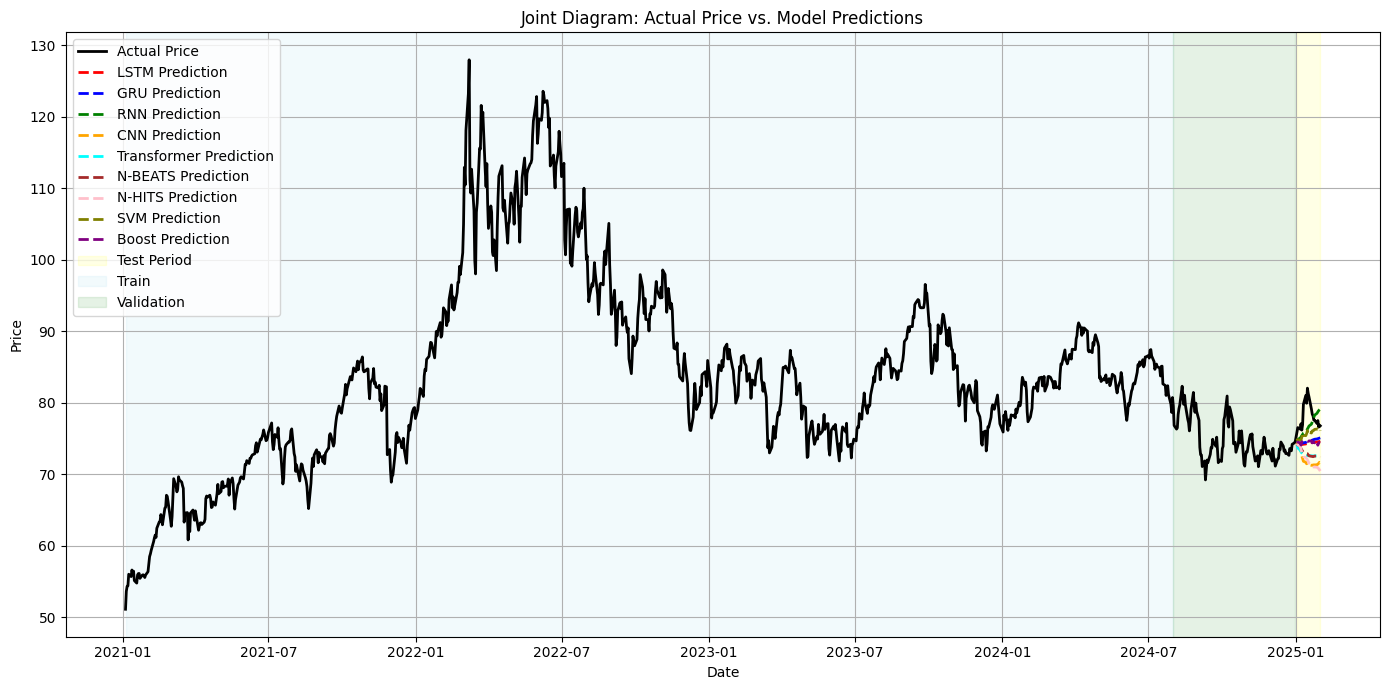 Joint Diagram: Actual Price vs. Model Predictions
130
120
110
100
90
80
70
60
50
Price
Actual Price
LSTM Prediction
GRU Prediction
RNN Prediction
CNN Prediction
Transformer Prediction
N-BEATS Prediction
N-HITS Prediction
SVM Prediction
Boost Prediction
Test Period
Train
Validation
2021-01 2021-07 2022-01 2022-07 2023-01 2023-07 2024-01 2024-07 2025-01
Date